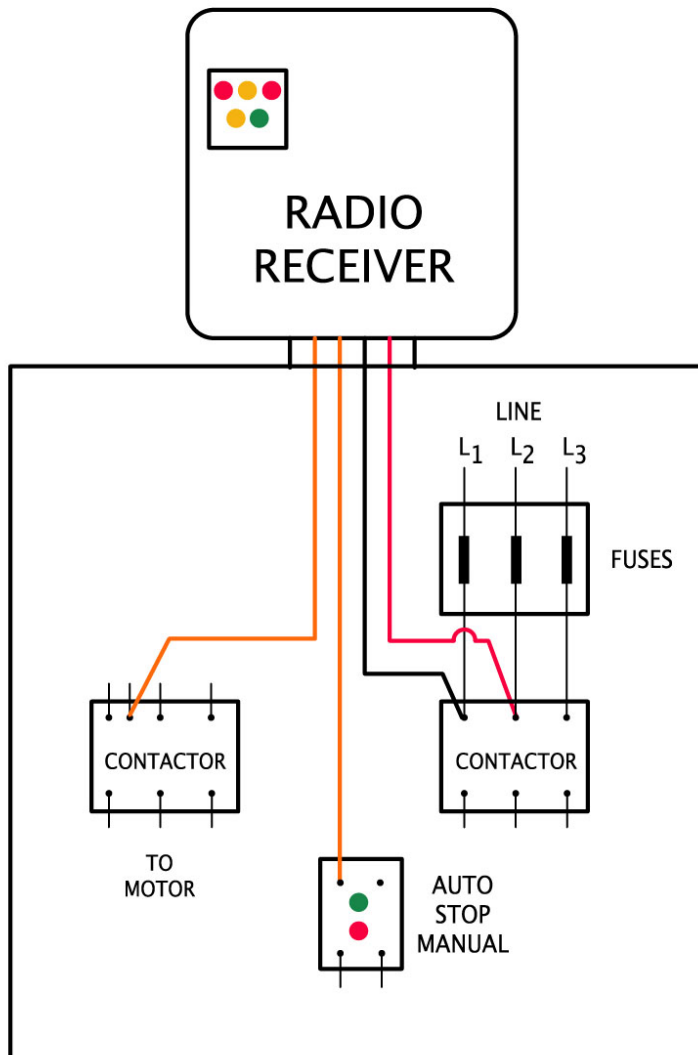 RADIO
RECEIVER
LINE
L1 L2 L3
FUSES
CONTACTOR
CONTACTOR
TO
MOTOR
AUTO
STOP
MANUAL